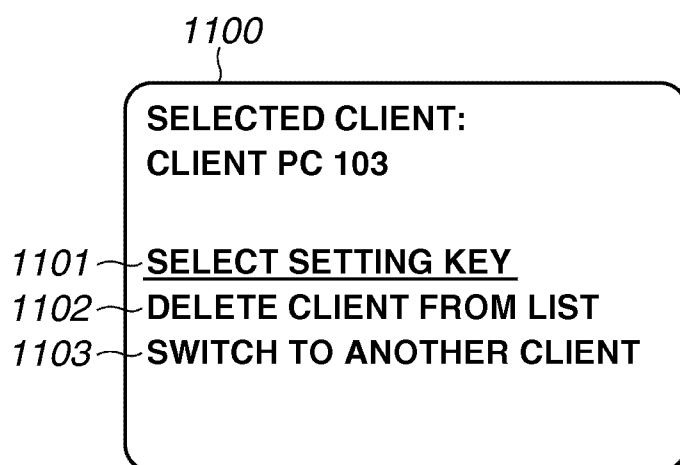 1100
SELECTED CLIENT:
CLIENT PC 103
1101 SELECT SETTING KEY
1102 DELETE CLIENT FROM LIST
1103 SWITCH TO ANOTHER CLIENT